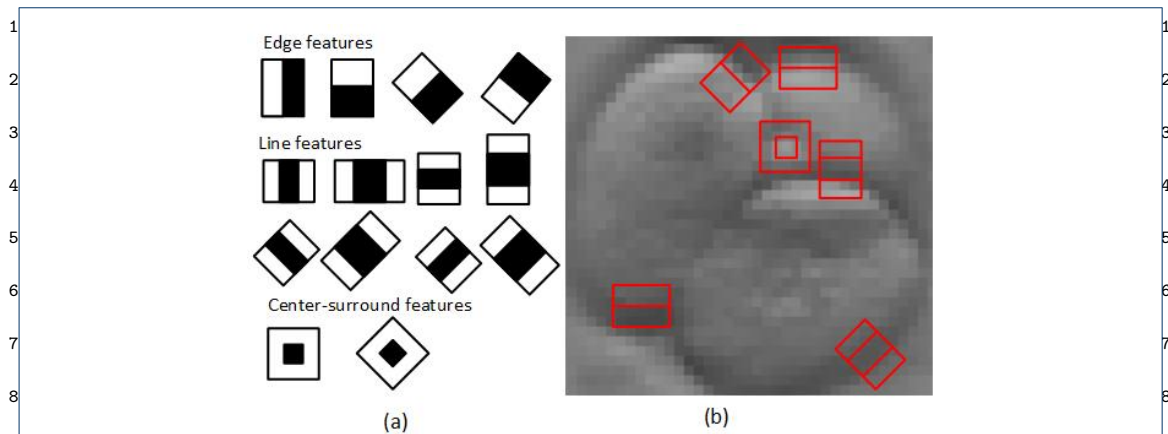 1 1
Edge features
2 2
3 3
Line features
4 4
5 5
6 6
Center-surround features
7 7
8 8
(a) (b)